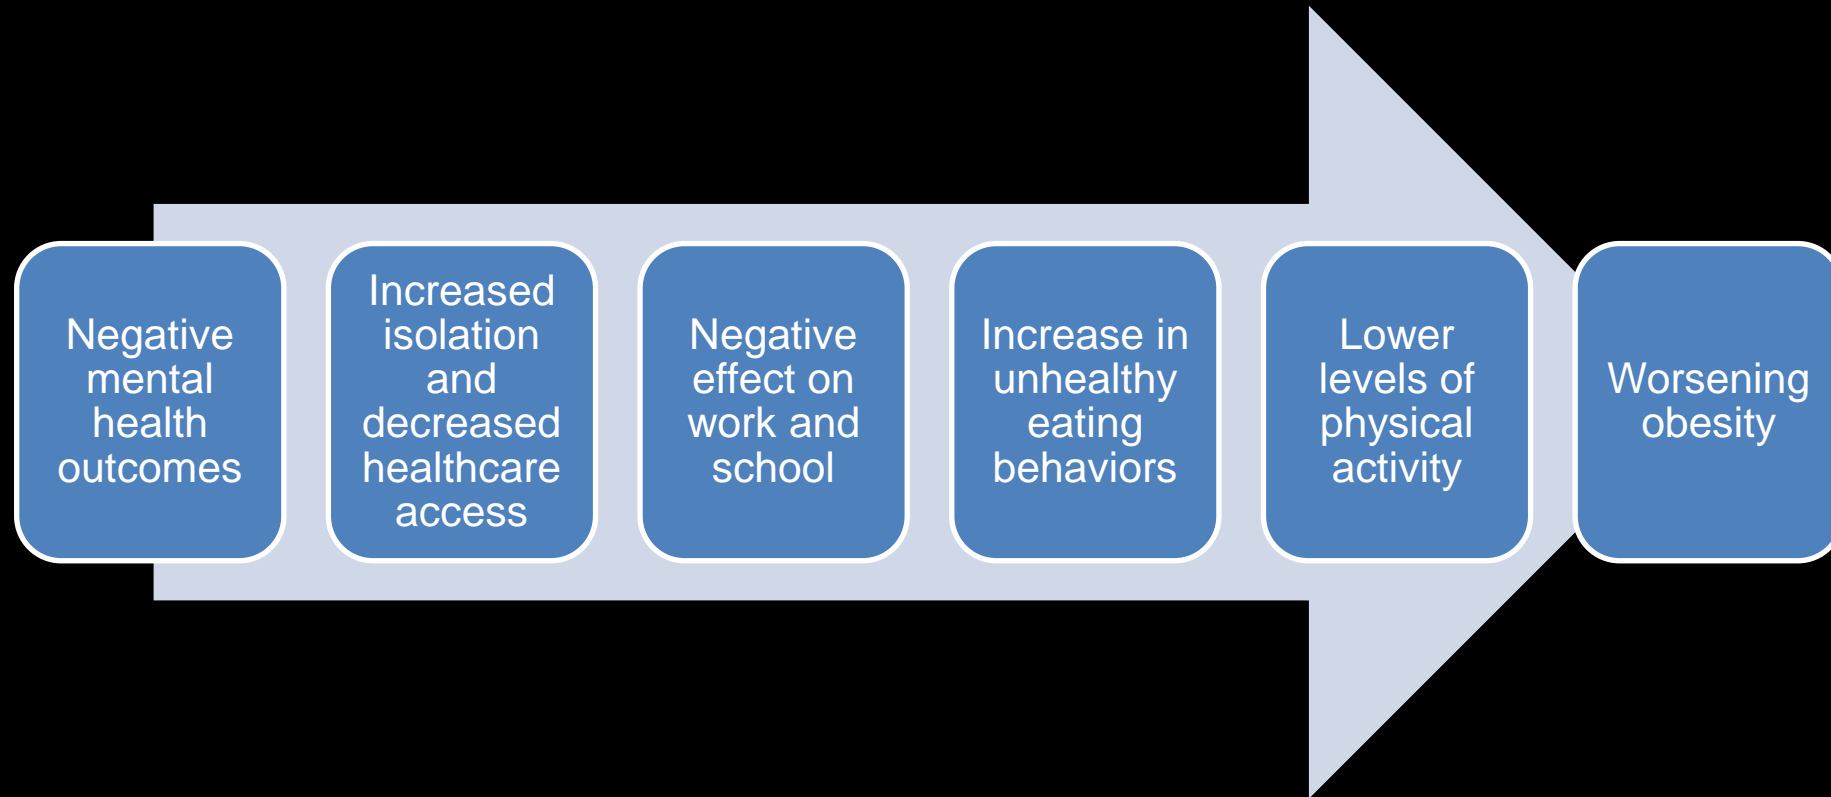 Negative
mental
health
outcomes
Increased
isolation
and
decreased
healthcare
access
Negative
effect on
work and
school
Increase in
unhealthy
eating
behaviors
Lower
levels of
physical
activity
Worsening
obesity